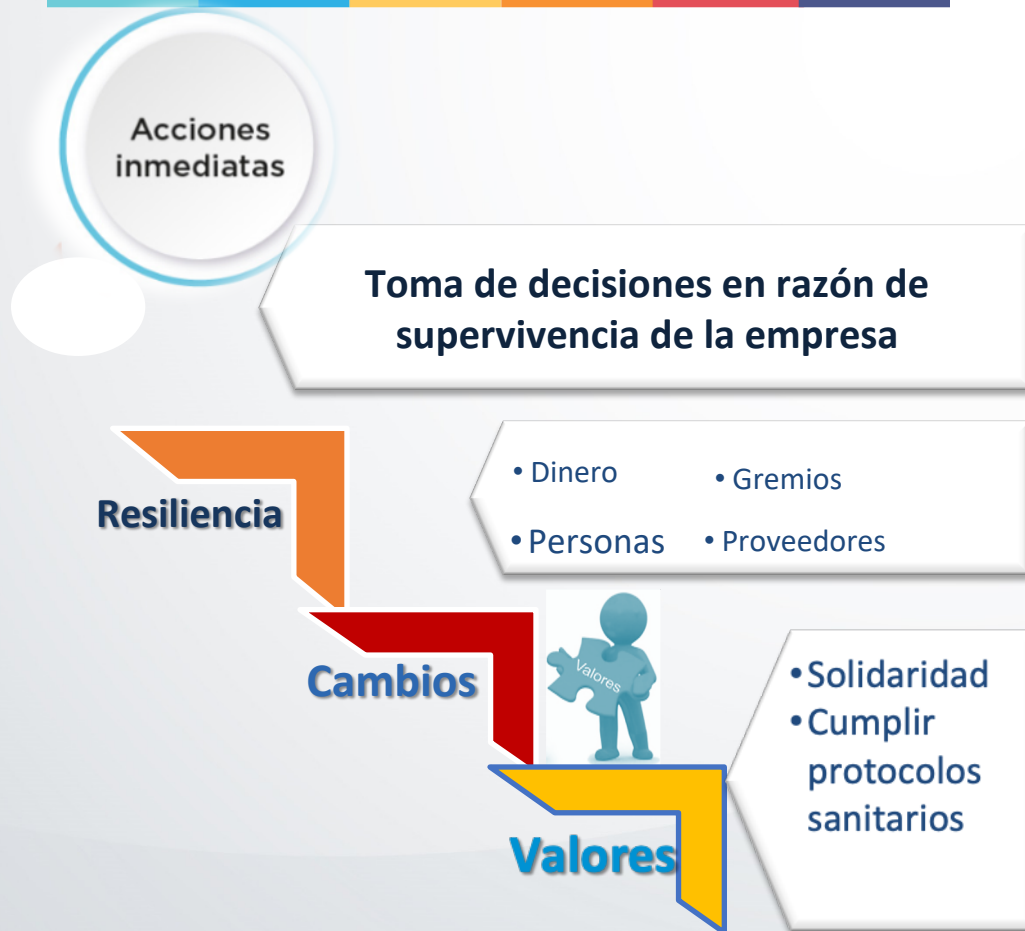 Acciones
inmediatas
Toma de decisiones en razón de
supervivencia de la empresa
Resiliencia
• Dinero
• Gremios
• Personas
• Proveedores
Cambios
Valores
•Solidaridad
•Cumplir
protocolos
sanitarios
Valores